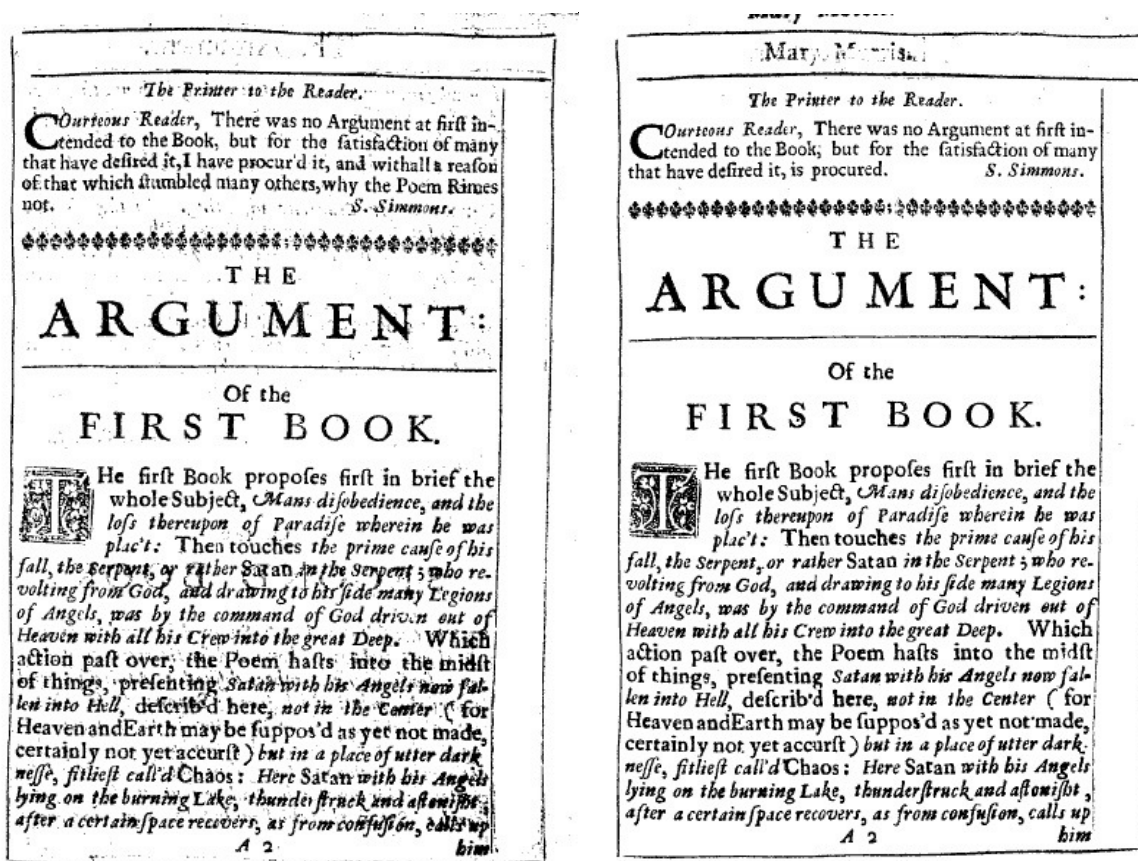 The Printer to the Reader.
COurteous Reader, There was no Argument at first in-
tended to the Book, but for the satisfaction of many
that have desired it, I have procur'd it, and withall a reason
of that which stumbled many others, why the Poem Rimes
not. S. Simmons.
THE
ARGUMENT:
Of the
FIRST BOOK.
THe first Book proposes first in brief the
whole Subject, Mans disobedience, and the
loss thereupon of Paradise wherein he was
plac't: Then touches the prime cause of his
fall, the Serpent, or rather Satan in the Serpent; who re-
volting from God, and drawing to his side many Legions
of Angels, was by the command of God driven out of
Heaven with all his Crew into the great Deep. Which
action past over, the Poem hasts into the midst
of things, presenting Satan with his Angels now fal-
len into Hell, describ'd here, not in the Center (for
Heaven and Earth may be suppos'd as yet not made,
certainly not yet accurst) but in a place of utter dark
nesse, fitliest call'd Chaos: Here Satan with his Angels
lying on the burning Lake, thunderstruck and astonisht,
after a certain space recovers, as from confusion, calls up
A 2 him
Mary
The Printer to the Reader.
COurteous Reader, There was no Argument at first in-
tended to the Book, but for the satisfaction of many
that have desired it, is procured. S. Simmons.
THE
ARGUMENT:
Of the
FIRST BOOK.
THe first Book proposes first in brief the
whole Subject, Mans disobedience, and the
loss thereupon of Paradise wherein he was
plac't: Then touches the prime cause of his
fall, the Serpent, or rather Satan in the Serpent; who re-
volting from God, and drawing to his side many Legions
of Angels, was by the command of God driven out of
Heaven with all his Crew into the great Deep. Which
action past over, the Poem hasts into the midst
of things, presenting Satan with his Angels now fal-
len into Hell, describ'd here, not in the Center (for
Heaven and Earth may be suppos'd as yet not made,
certainly not yet accurst) but in a place of utter dark
nesse, fitliest call'd Chaos: Here Satan with his Angels
lying on the burning Lake, thunderstruck and astonisht,
after a certain space recovers, as from confusion, calls up
A 2 him